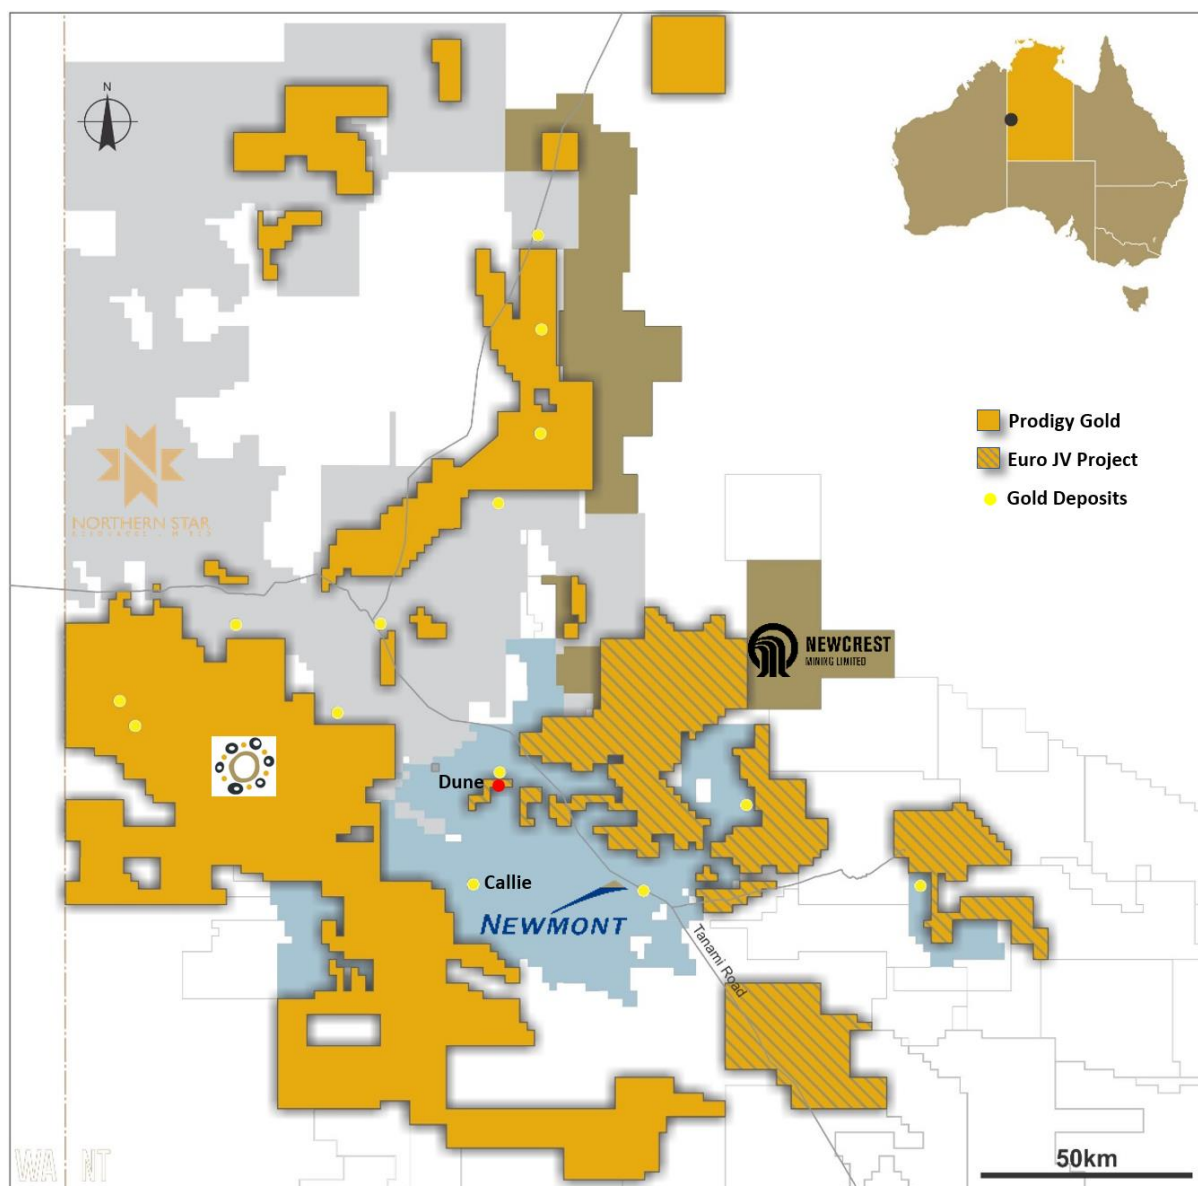 N
Prodigy Gold
Euro JV Project
Gold Deposits
NORTHERN STAR
NEWCREST
MINING LIMITED
Dune
Callie
NEWMONT
Tanami Road
WA NT
50km